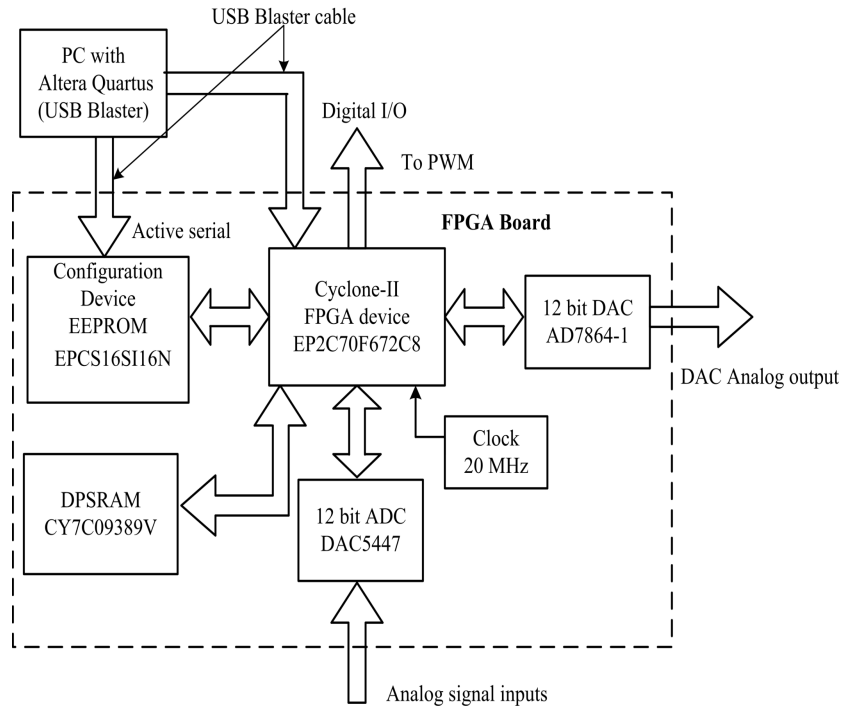 USB Blaster cable
PC with
Altera Quartus
(USB Blaster)
Digital I/O
To PWM
Active serial
FPGA Board
Configuration
Device
EEPROM
EPCS16SI16N
Cyclone-II
FPGA device
EP2C70F672C8
12 bit DAC
AD7864-1
DAC Analog output
Clock
20 MHz
DPSRAM
CY7C09389V
12 bit ADC
DAC5447
Analog signal inputs